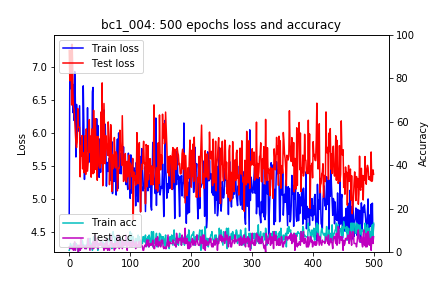 bc1_004: 500 epochs loss and accuracy
Train loss
Test loss
Train acc
Test acc
Loss
7.0
6.5
6.0
5.5
5.0
4.5
Accuracy
100
80
60
40
20
0
0
100
200
300
400
500